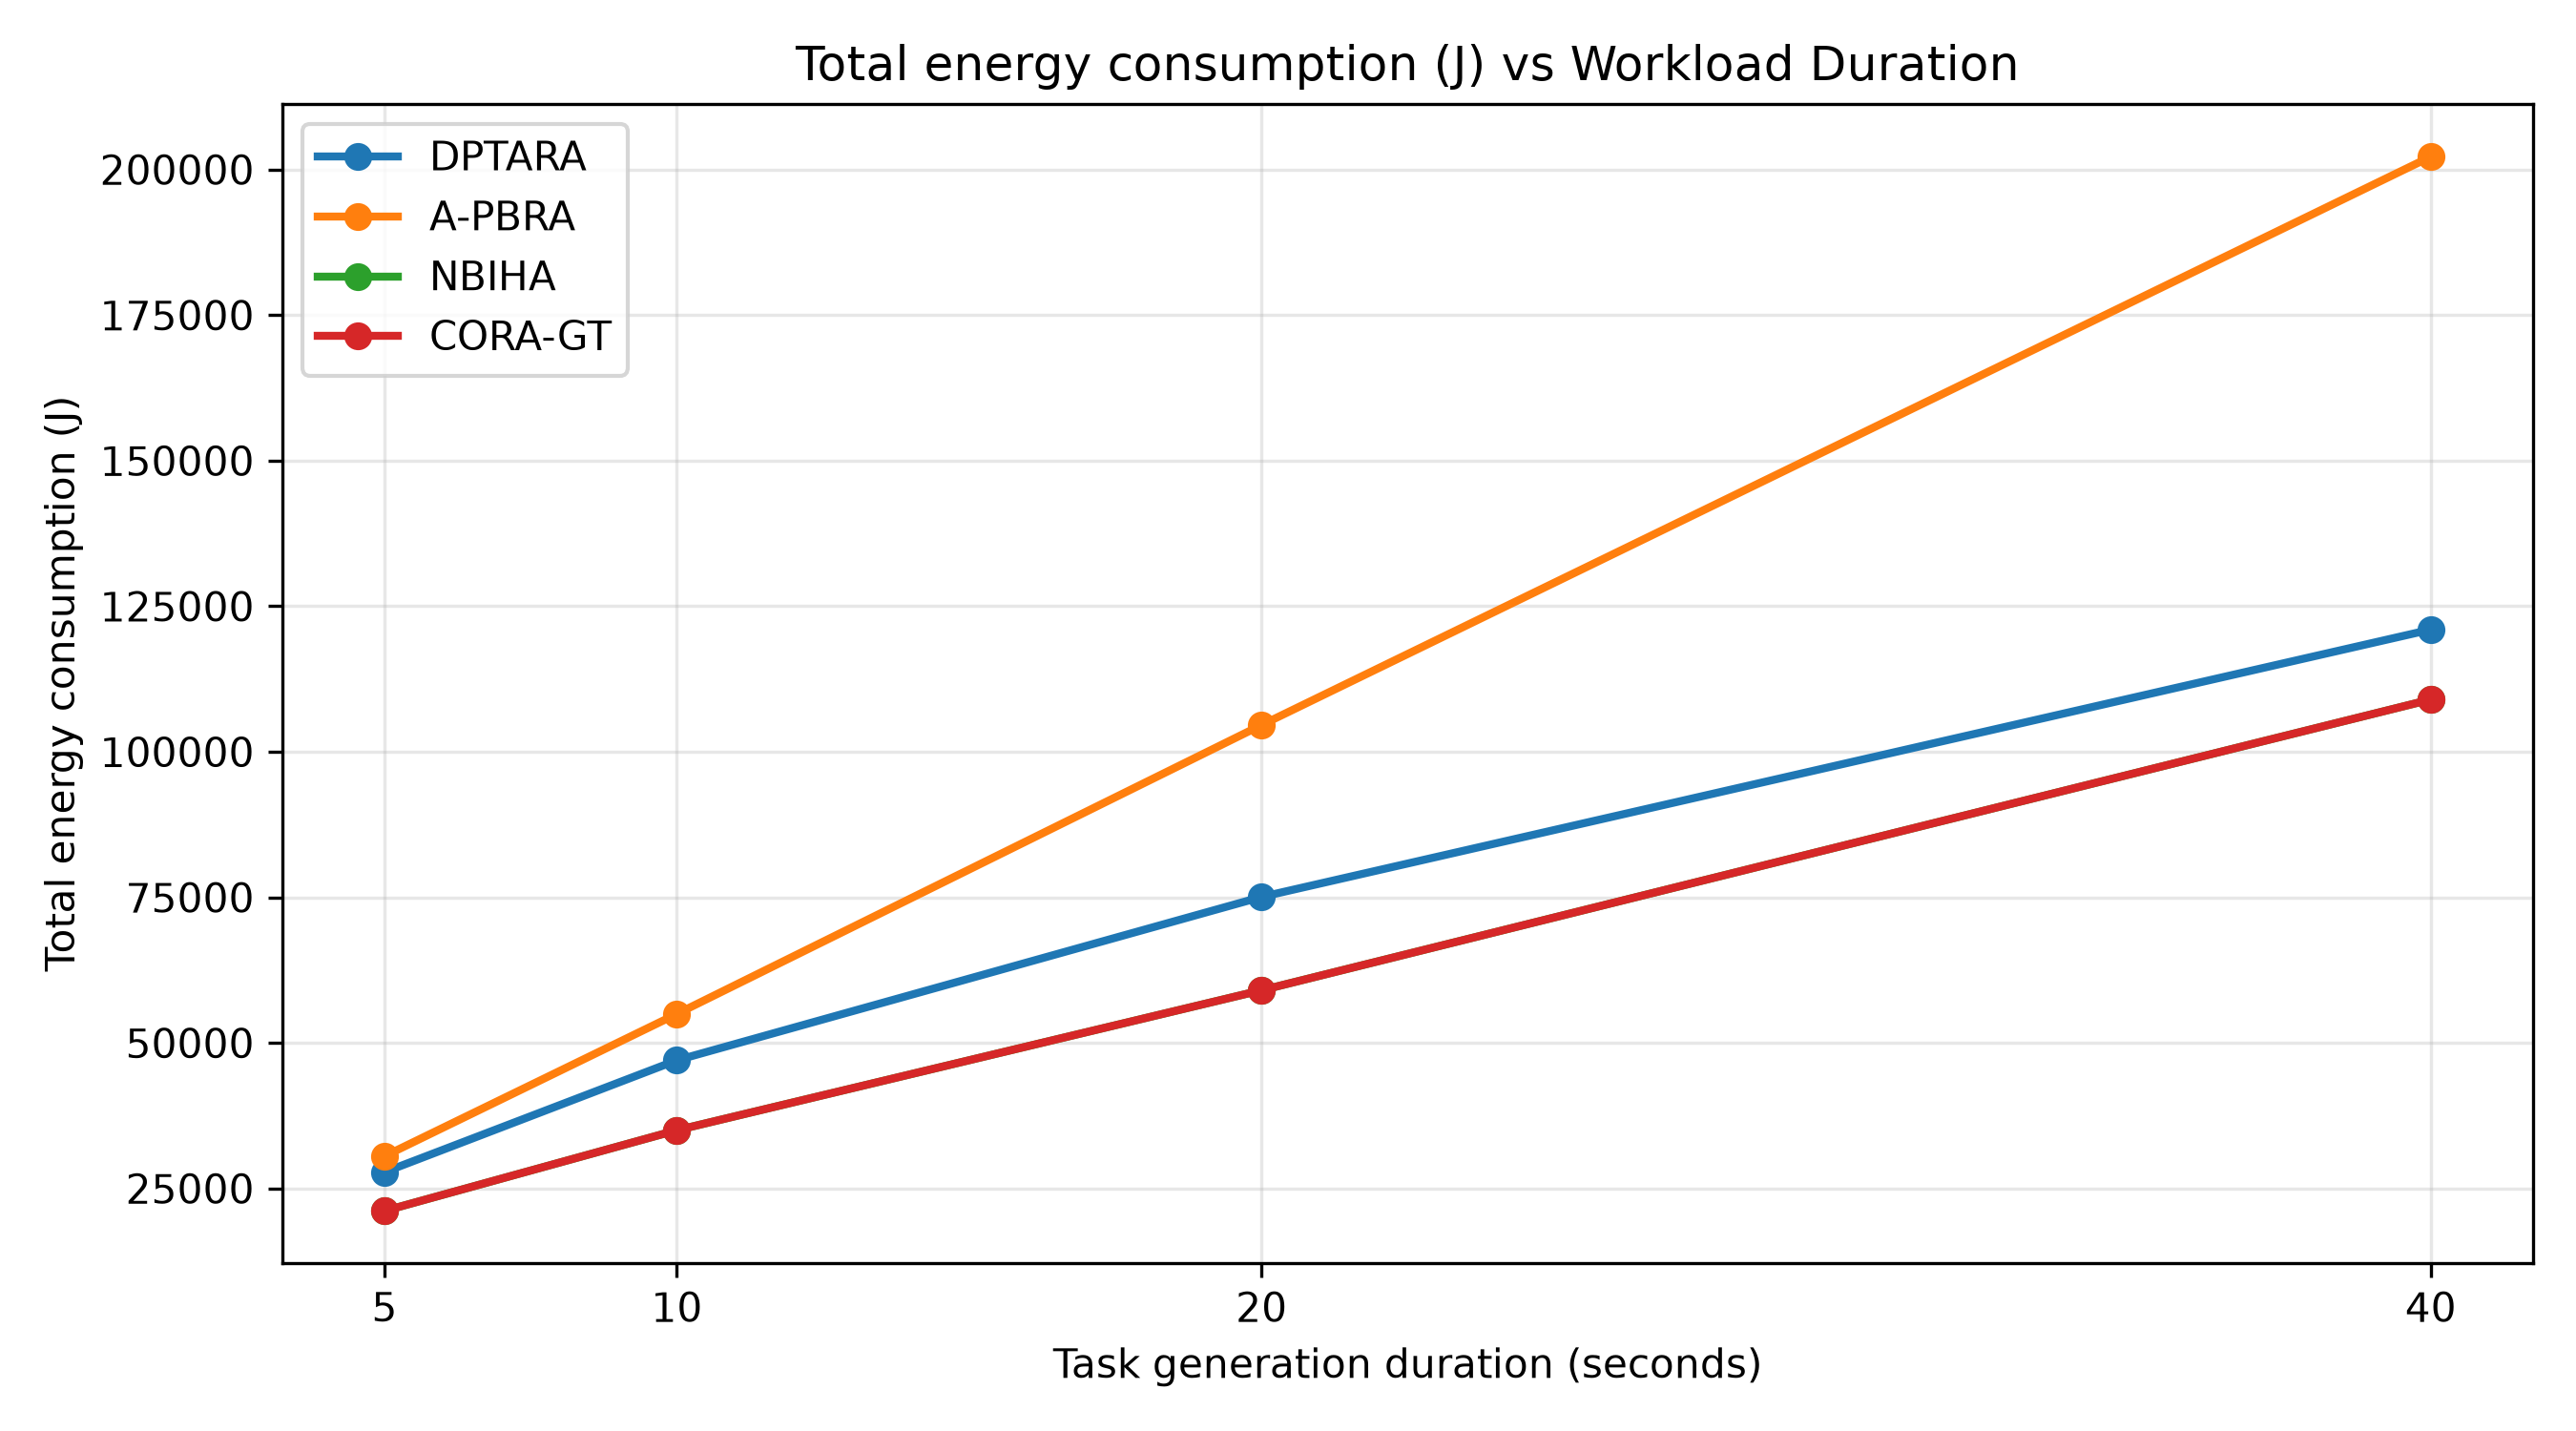 Total energy consumption (J) vs Workload Duration
DPTARA
A-PBRA
NBIHA
CORA-GT
Total energy consumption (J)
200000
175000
150000
125000
100000
75000
50000
25000
5 10 20 40
Task generation duration (seconds)